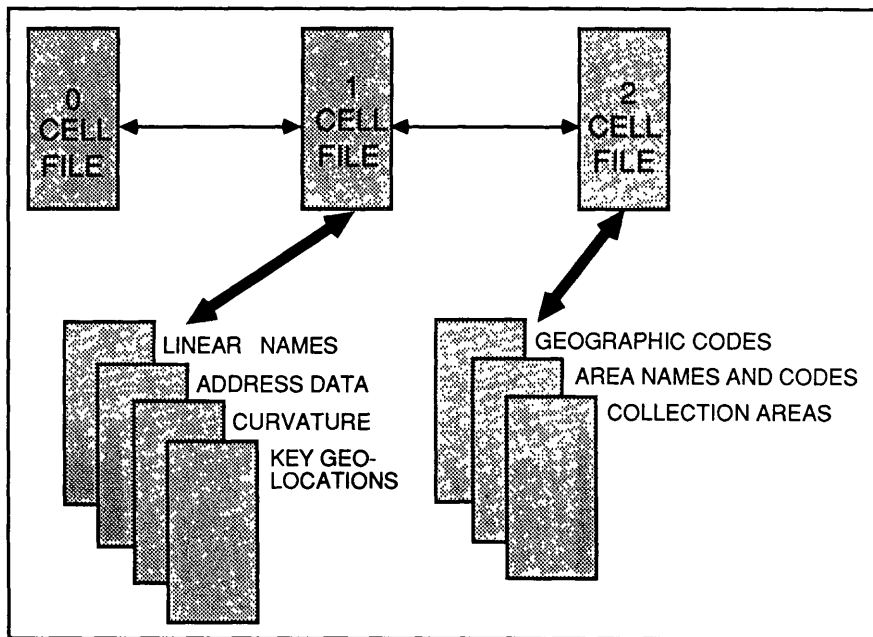 0
CELL
FILE
1
CELL
FILE
2
CELL
FILE
LINEAR NAMES
ADDRESS DATA
CURVATURE
KEY GEO-
LOCATIONS
GEOGRAPHIC CODES
AREA NAMES AND CODES
COLLECTION AREAS